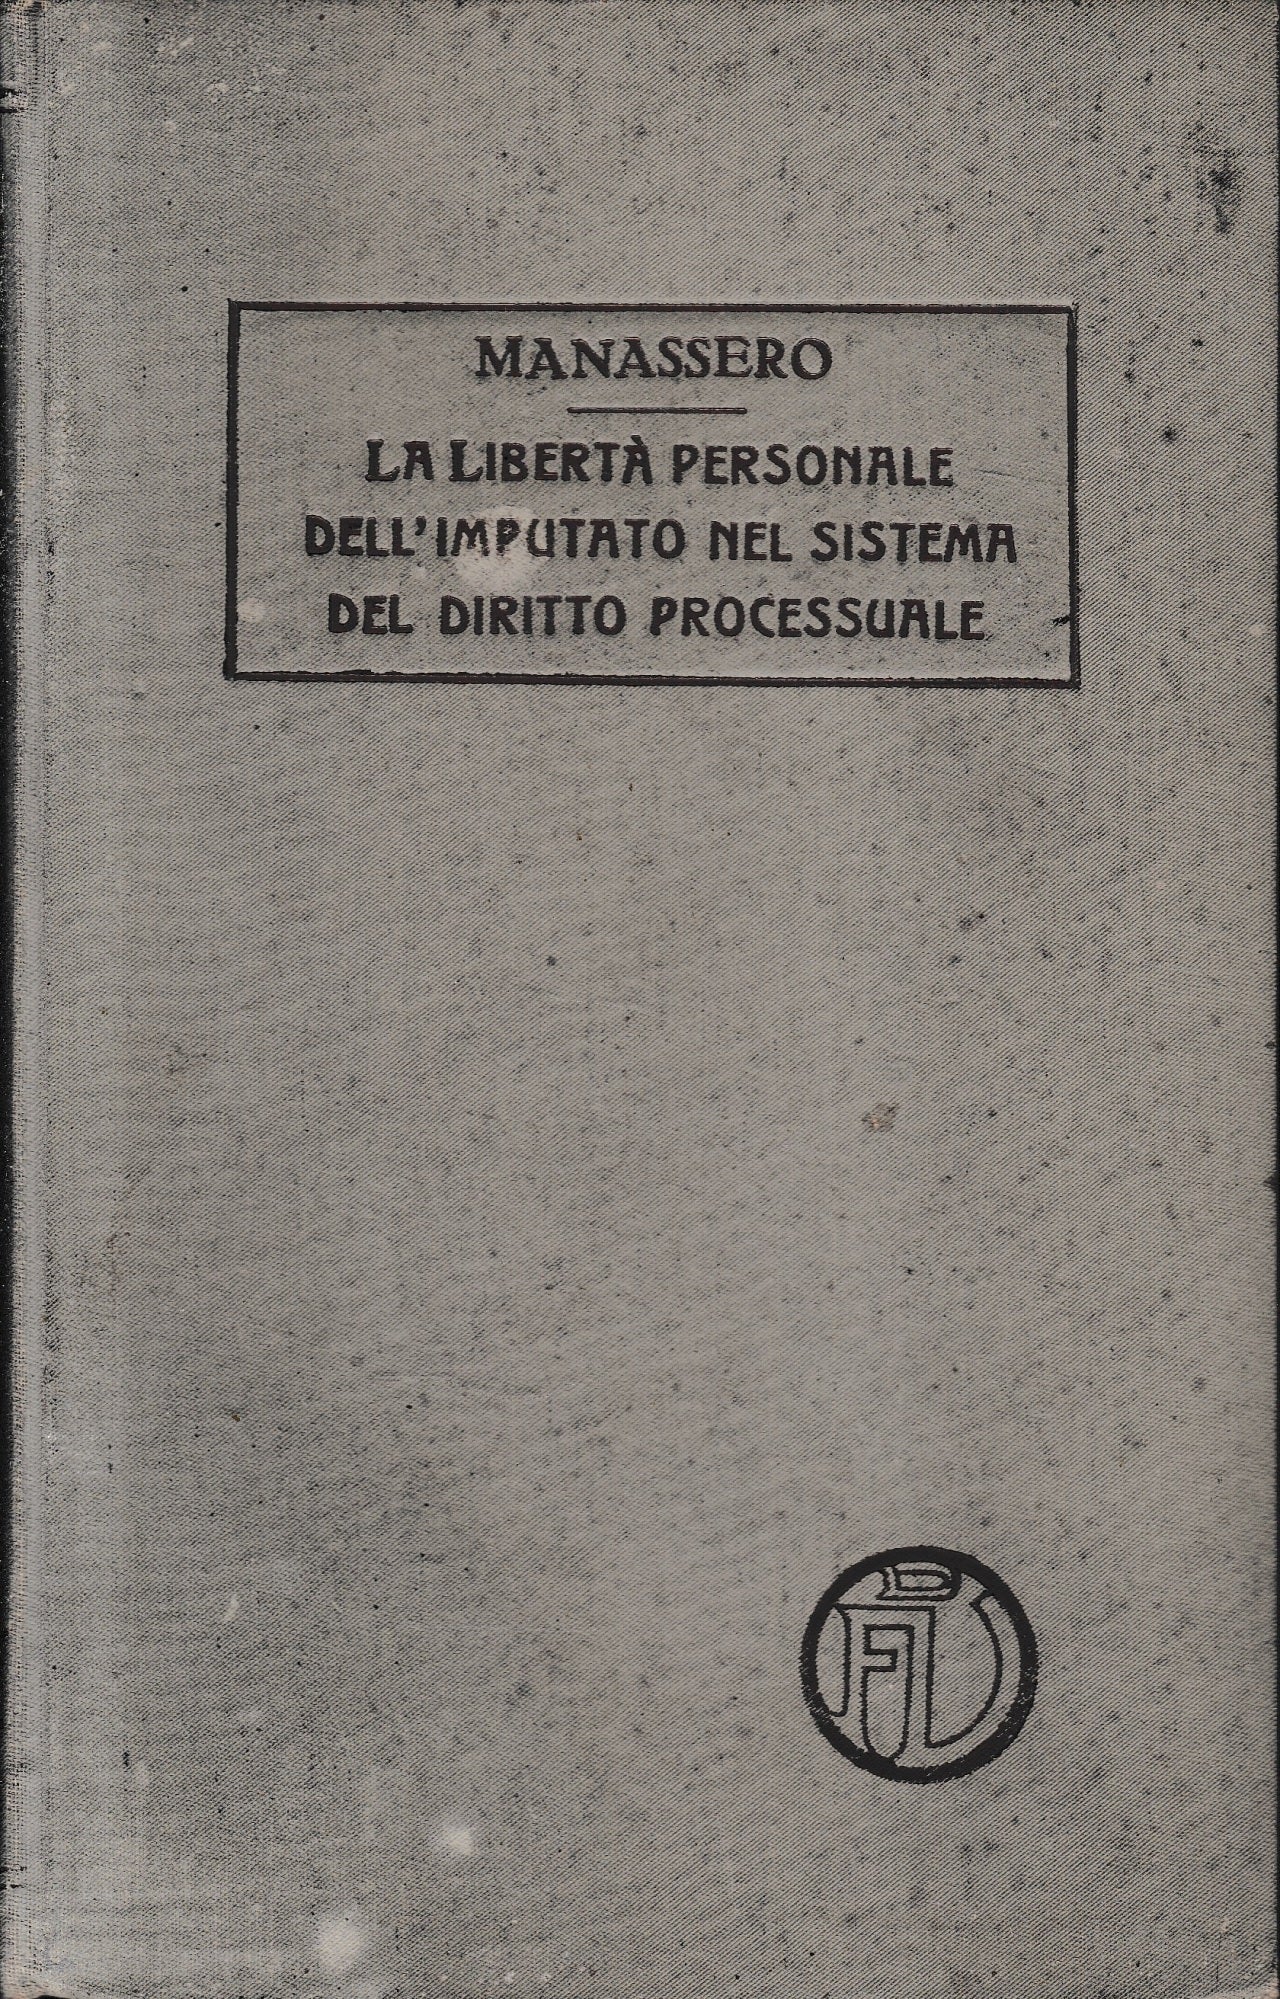 MANASSERO
LA LIBERTÀ PERSONALE
DELL'IMPUTATO NEL SISTEMA
DEL DIRITTO PROCESSUALE